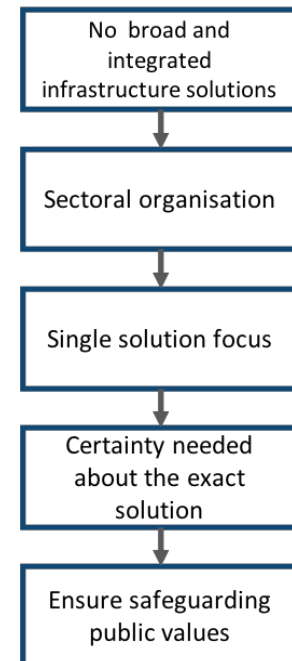 No broad and
integrated
infrastructure solutions
Sectoral organisation
Single solution focus
Certainty needed
about the exact
solution
Ensure safeguarding
public values